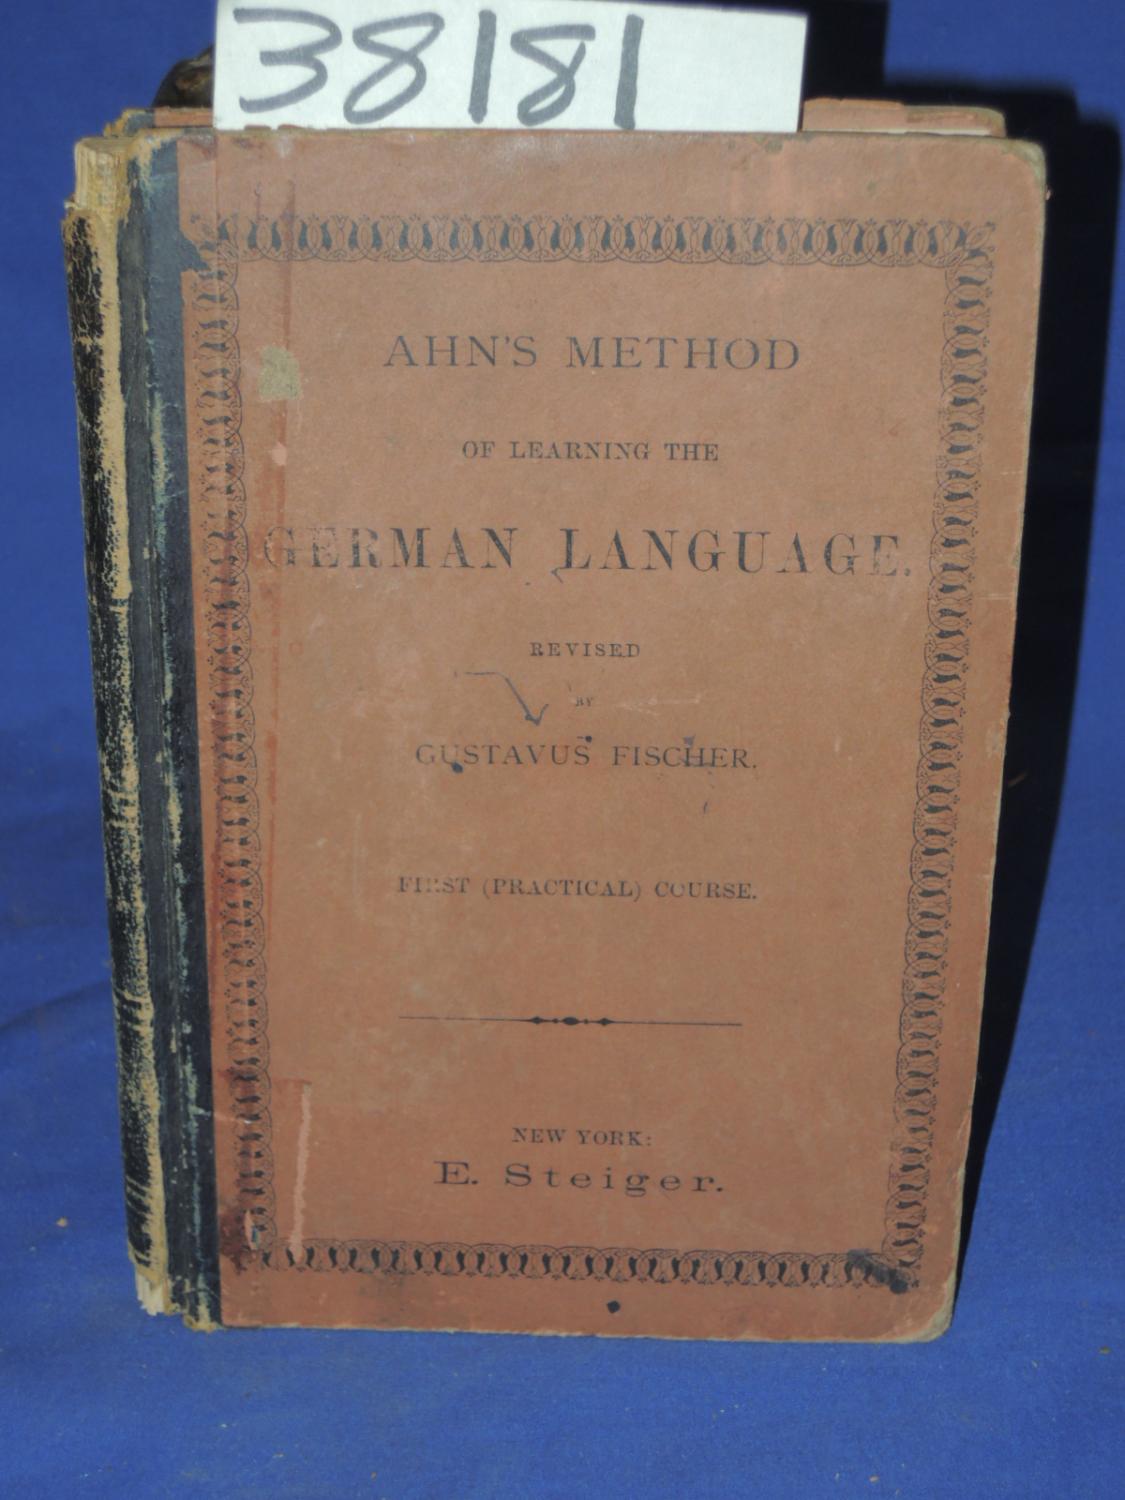 38181
AHN'S METHOD
OF LEARNING THE
GERMAN LANGUAGE.
REVISED
BY
GUSTAVUS FISCHER.
FIRST (PRACTICAL) COURSE.
NEW YORK:
E. Steiger.